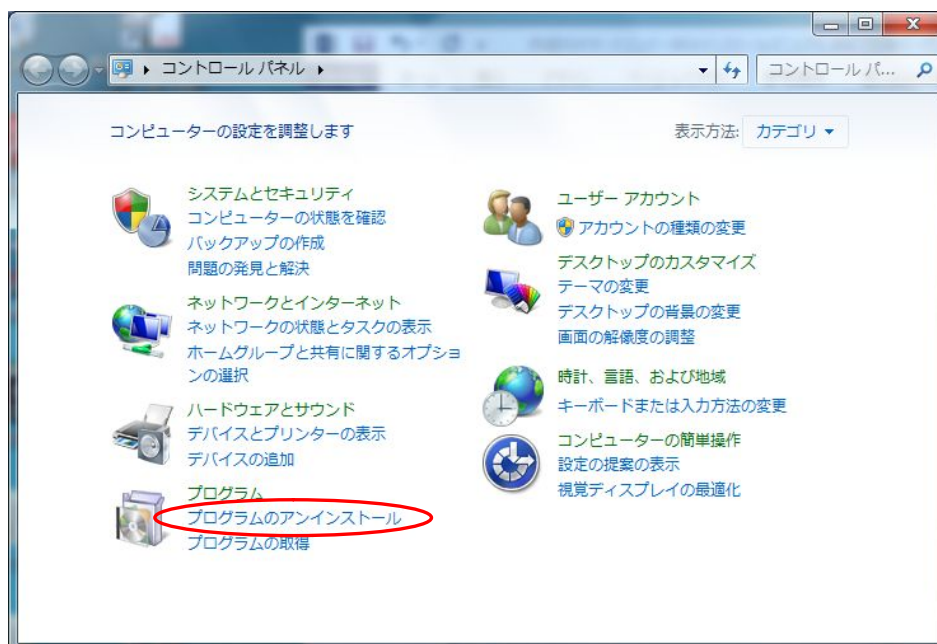 コントロール パネル
コントロール パ...
コンピューターの設定を調整します
表示方法: カテゴリ
システムとセキュリティ
コンピューターの状態を確認
バックアップの作成
問題の発見と解決
ネットワークとインターネット
ネットワークの状態とタスクの表示
ホームグループと共有に関するオプショ
ンの選択
ハードウェアとサウンド
デバイスとプリンターの表示
デバイスの追加
プログラム
プログラムのアンインストール
プログラムの取得
ユーザー アカウント
アカウントの種類の変更
デスクトップのカスタマイズ
テーマの変更
デスクトップの背景の変更
画面の解像度の調整
時計、言語、および地域
キーボードまたは入力方法の変更
コンピューターの簡単操作
設定の提案の表示
視覚ディスプレイの最適化